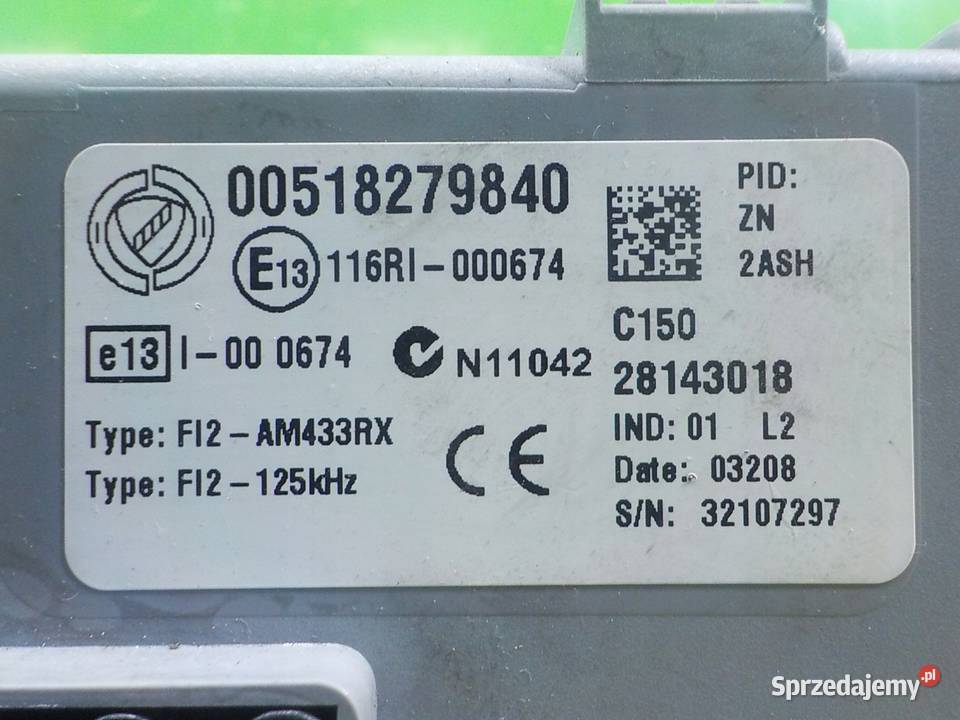 00518279840
E13 116RI-000674
e13 I-00 0674
N11042
Type: FI2-AM433RX
Type: FI2-125kHz
CE
PID:
ZN
2ASH
C150
28143018
IND: 01 L2
Date: 03208
S/N: 32107297
Sprzedajemy.pl